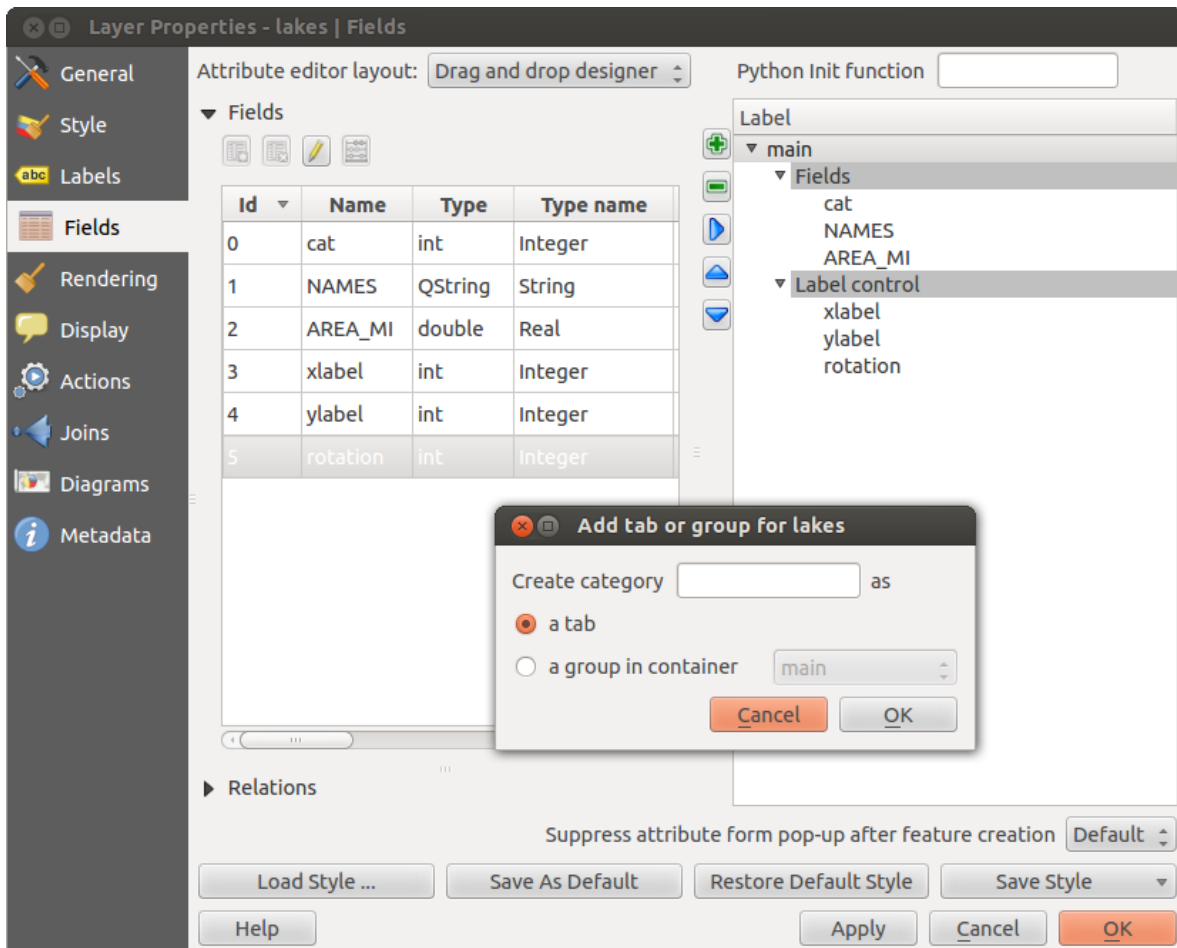 Layer Properties - lakes | Fields
General
Style
abc Labels
Fields
Rendering
Display
Actions
Joins
Diagrams
i Metadata
Attribute editor layout: Drag and drop designer
Python Init function
Fields
Id Name Type Type name
0 cat int Integer
1 NAMES QString String
2 AREA_MI double Real
3 xlabel int Integer
4 ylabel int Integer
5 rotation int Integer
Relations
Label
main
Fields
cat
NAMES
AREA_MI
Label control
xlabel
ylabel
rotation
Add tab or group for lakes
Create category as
a tab
a group in container main
Cancel OK
Suppress attribute form pop-up after feature creation Default
Load Style ... Save As Default Restore Default Style Save Style
Help Apply Cancel OK